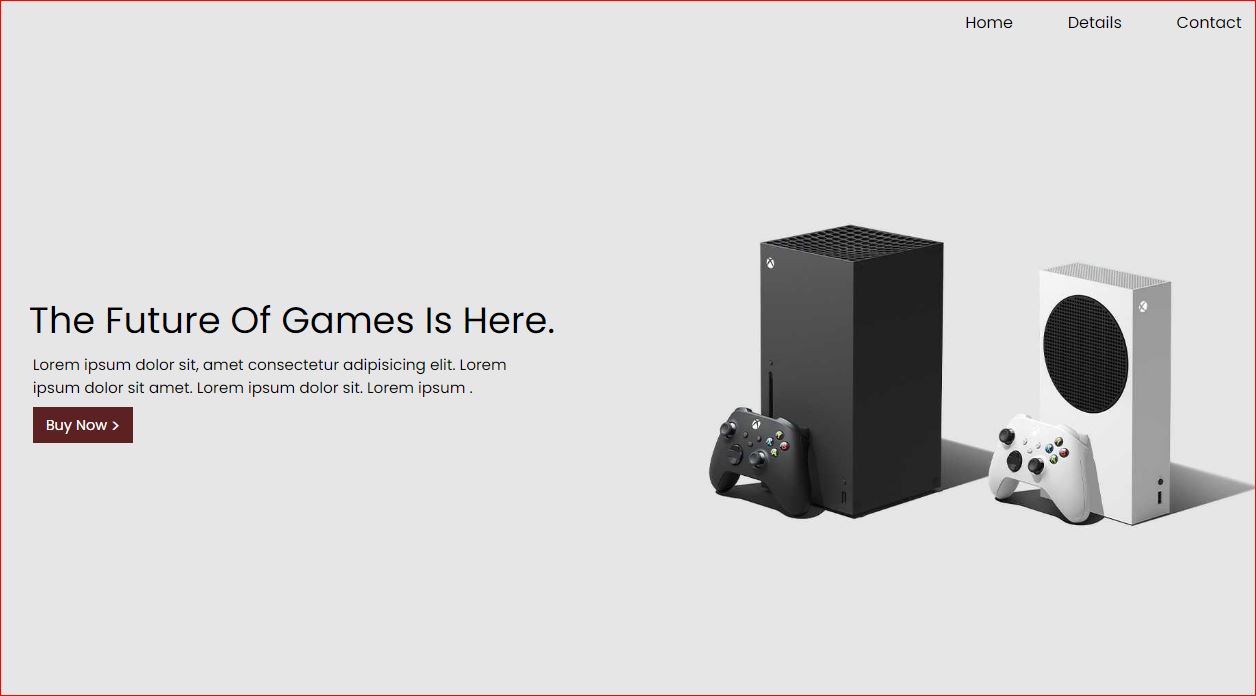 Home Details Contact
The Future Of Games Is Here.
Lorem ipsum dolor sit, amet consectetur adipisicing elit. Lorem
ipsum dolor sit amet. Lorem ipsum dolor sit. Lorem ipsum .
Buy Now >